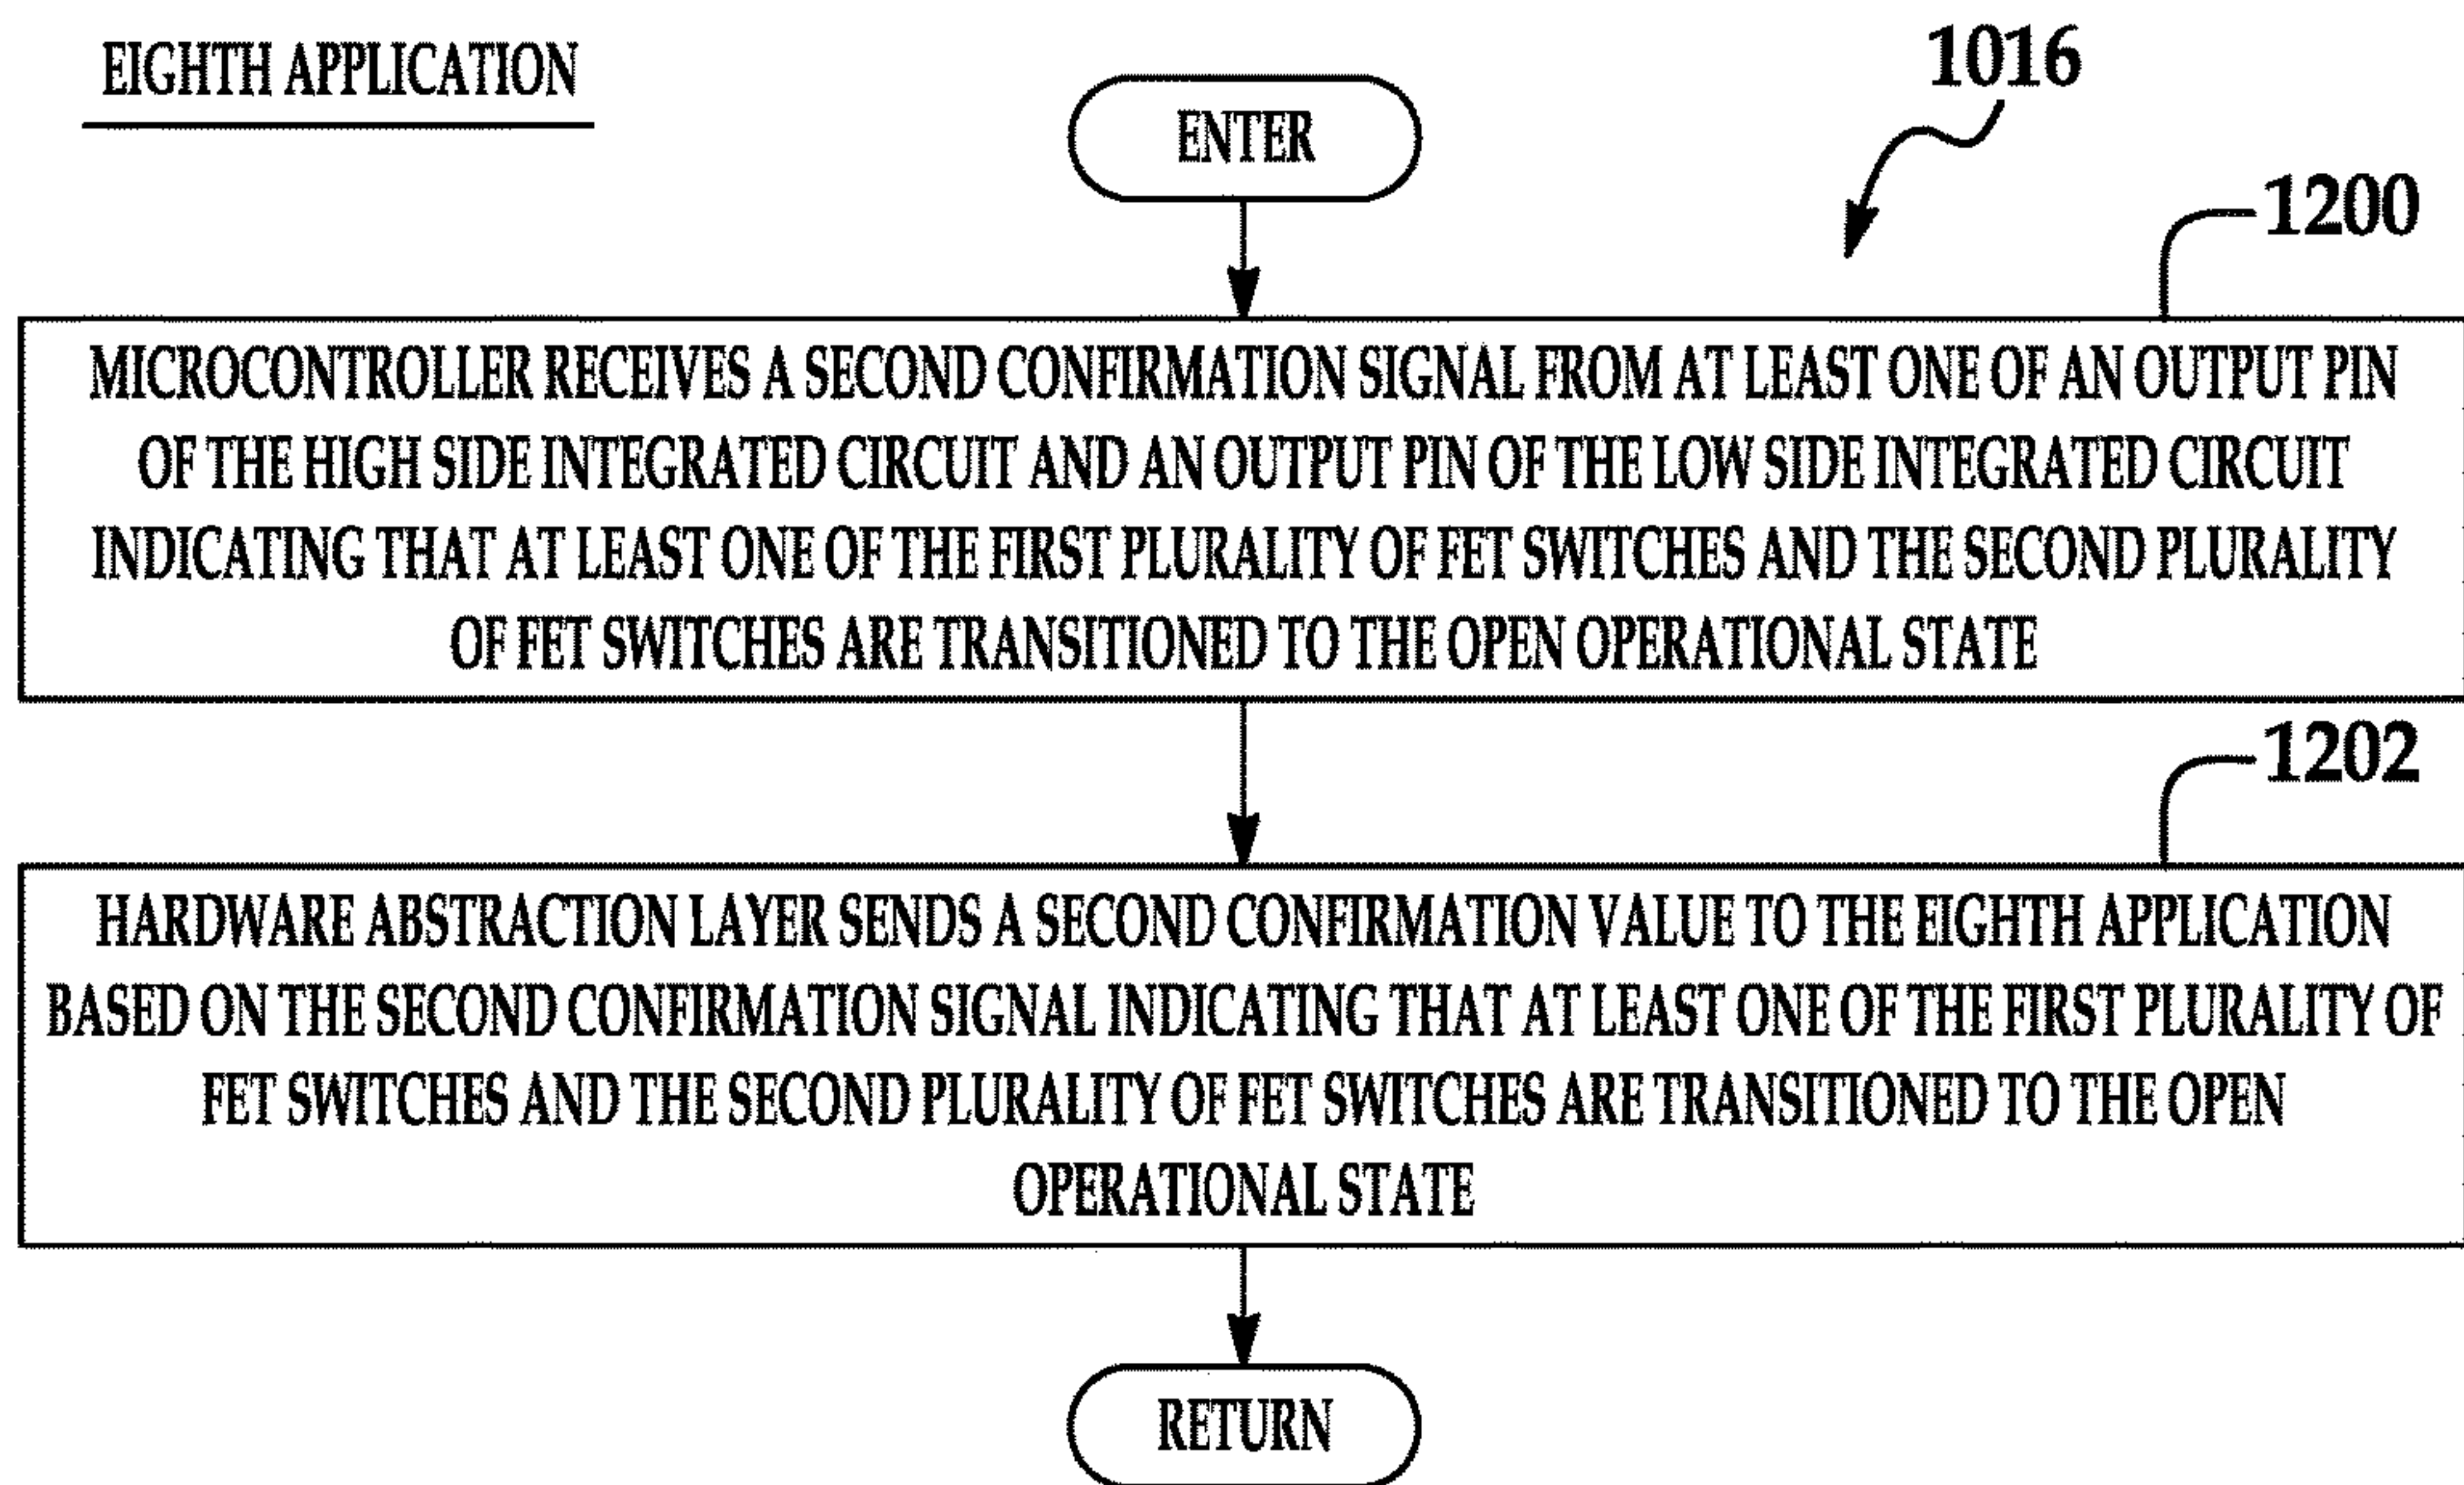 EIGHTH APPLICATION
ENTER
1016
1200
MICROCONTROLLER RECEIVES A SECOND CONFIRMATION SIGNAL FROM AT LEAST ONE OF AN OUTPUT PIN
OF THE HIGH SIDE INTEGRATED CIRCUIT AND AN OUTPUT PIN OF THE LOW SIDE INTEGRATED CIRCUIT
INDICATING THAT AT LEAST ONE OF THE FIRST PLURALITY OF FET SWITCHES AND THE SECOND PLURALITY
OF FET SWITCHES ARE TRANSITIONED TO THE OPEN OPERATIONAL STATE
1202
HARDWARE ABSTRACTION LAYER SENDS A SECOND CONFIRMATION VALUE TO THE EIGHTH APPLICATION
BASED ON THE SECOND CONFIRMATION SIGNAL INDICATING THAT AT LEAST ONE OF THE FIRST PLURALITY OF
FET SWITCHES AND THE SECOND PLURALITY OF FET SWITCHES ARE TRANSITIONED TO THE OPEN
OPERATIONAL STATE
RETURN